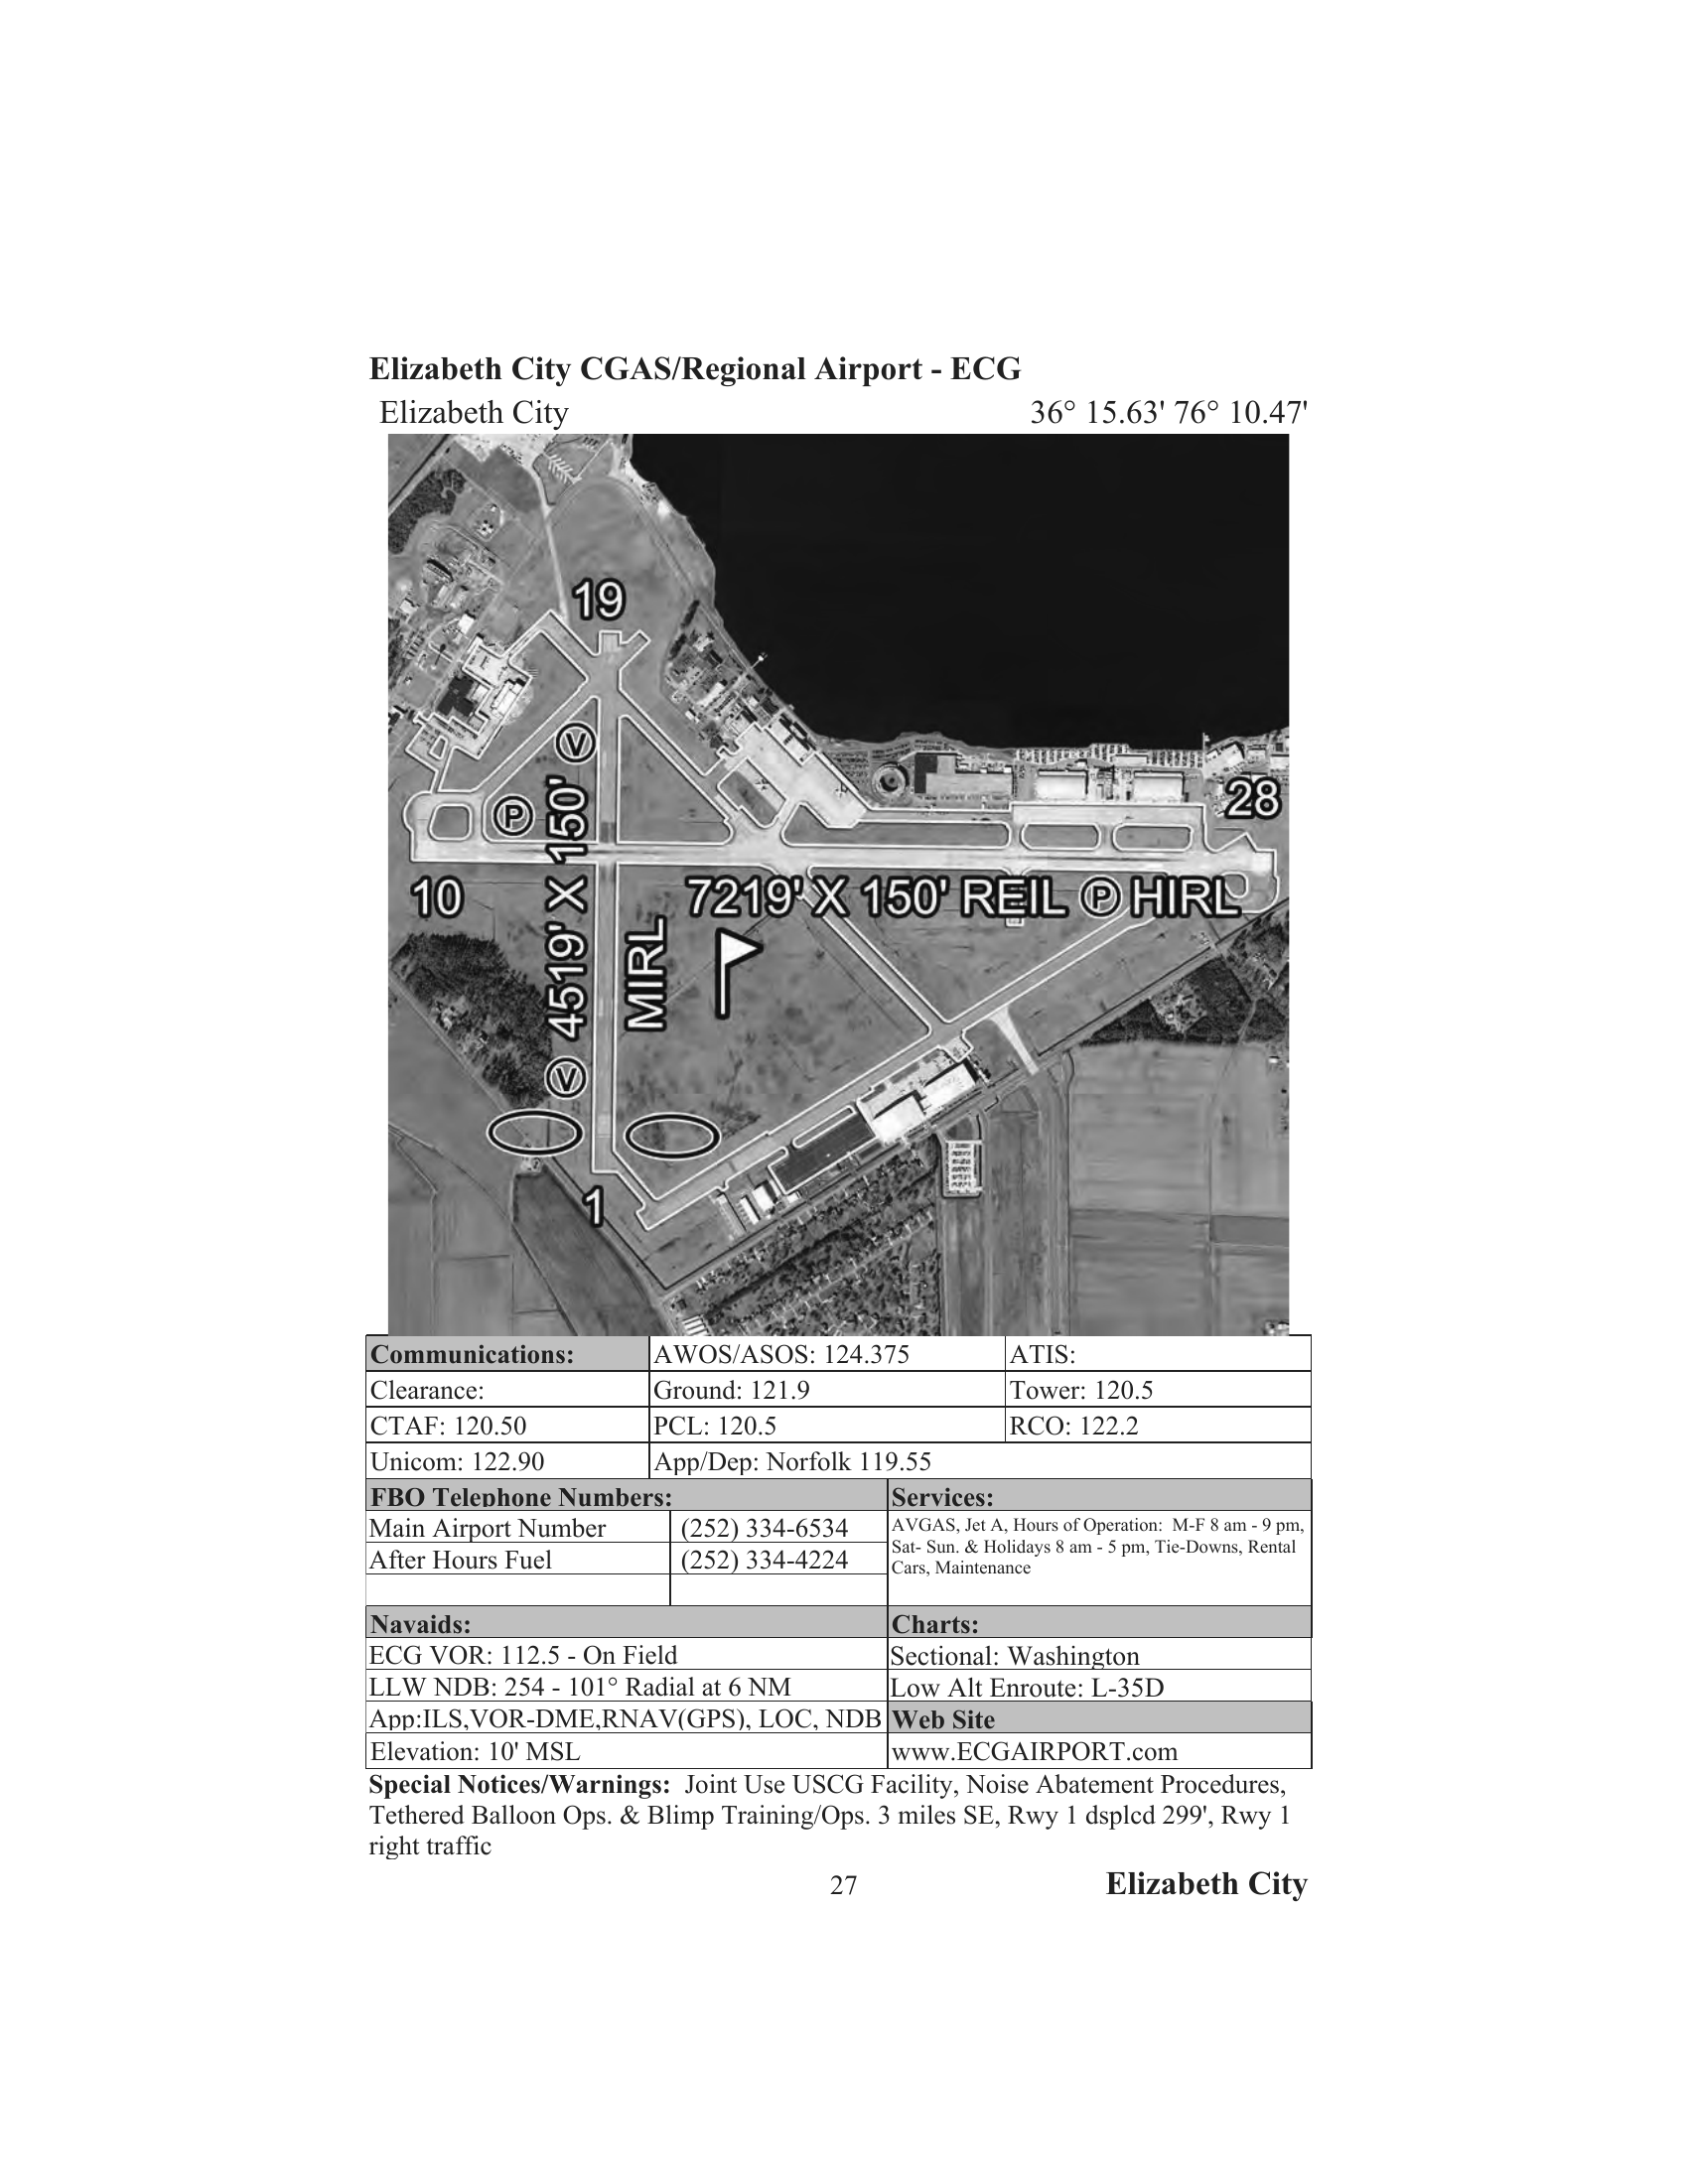 Elizabeth City CGAS/Regional Airport - ECG
Elizabeth City 36° 15.63' 76° 10.47'
19
V
P
4519' X 150'
28
10
7219' X 150' REIL P HIRL
MIRL
V
1
Communications: AWOS/ASOS: 124.375 ATIS:
Clearance: Ground: 121.9 Tower: 120.5
CTAF: 120.50 PCL: 120.5 RCO: 122.2
Unicom: 122.90 App/Dep: Norfolk 119.55
FBO Telephone Numbers: Services:
Main Airport Number (252) 334-6534
After Hours Fuel (252) 334-4224
AVGAS, Jet A, Hours of Operation: M-F 8 am - 9 pm,
Sat- Sun. & Holidays 8 am - 5 pm, Tie-Downs, Rental
Cars, Maintenance
Navaids: Charts:
ECG VOR: 112.5 - On Field Sectional: Washington
LLW NDB: 254 - 101° Radial at 6 NM Low Alt Enroute: L-35D
App:ILS,VOR-DME,RNAV(GPS), LOC, NDB Web Site
Elevation: 10' MSL www.ECGAIRPORT.com
Special Notices/Warnings: Joint Use USCG Facility, Noise Abatement Procedures,
Tethered Balloon Ops. & Blimp Training/Ops. 3 miles SE, Rwy 1 dsplcd 299', Rwy 1
right traffic
27 Elizabeth City